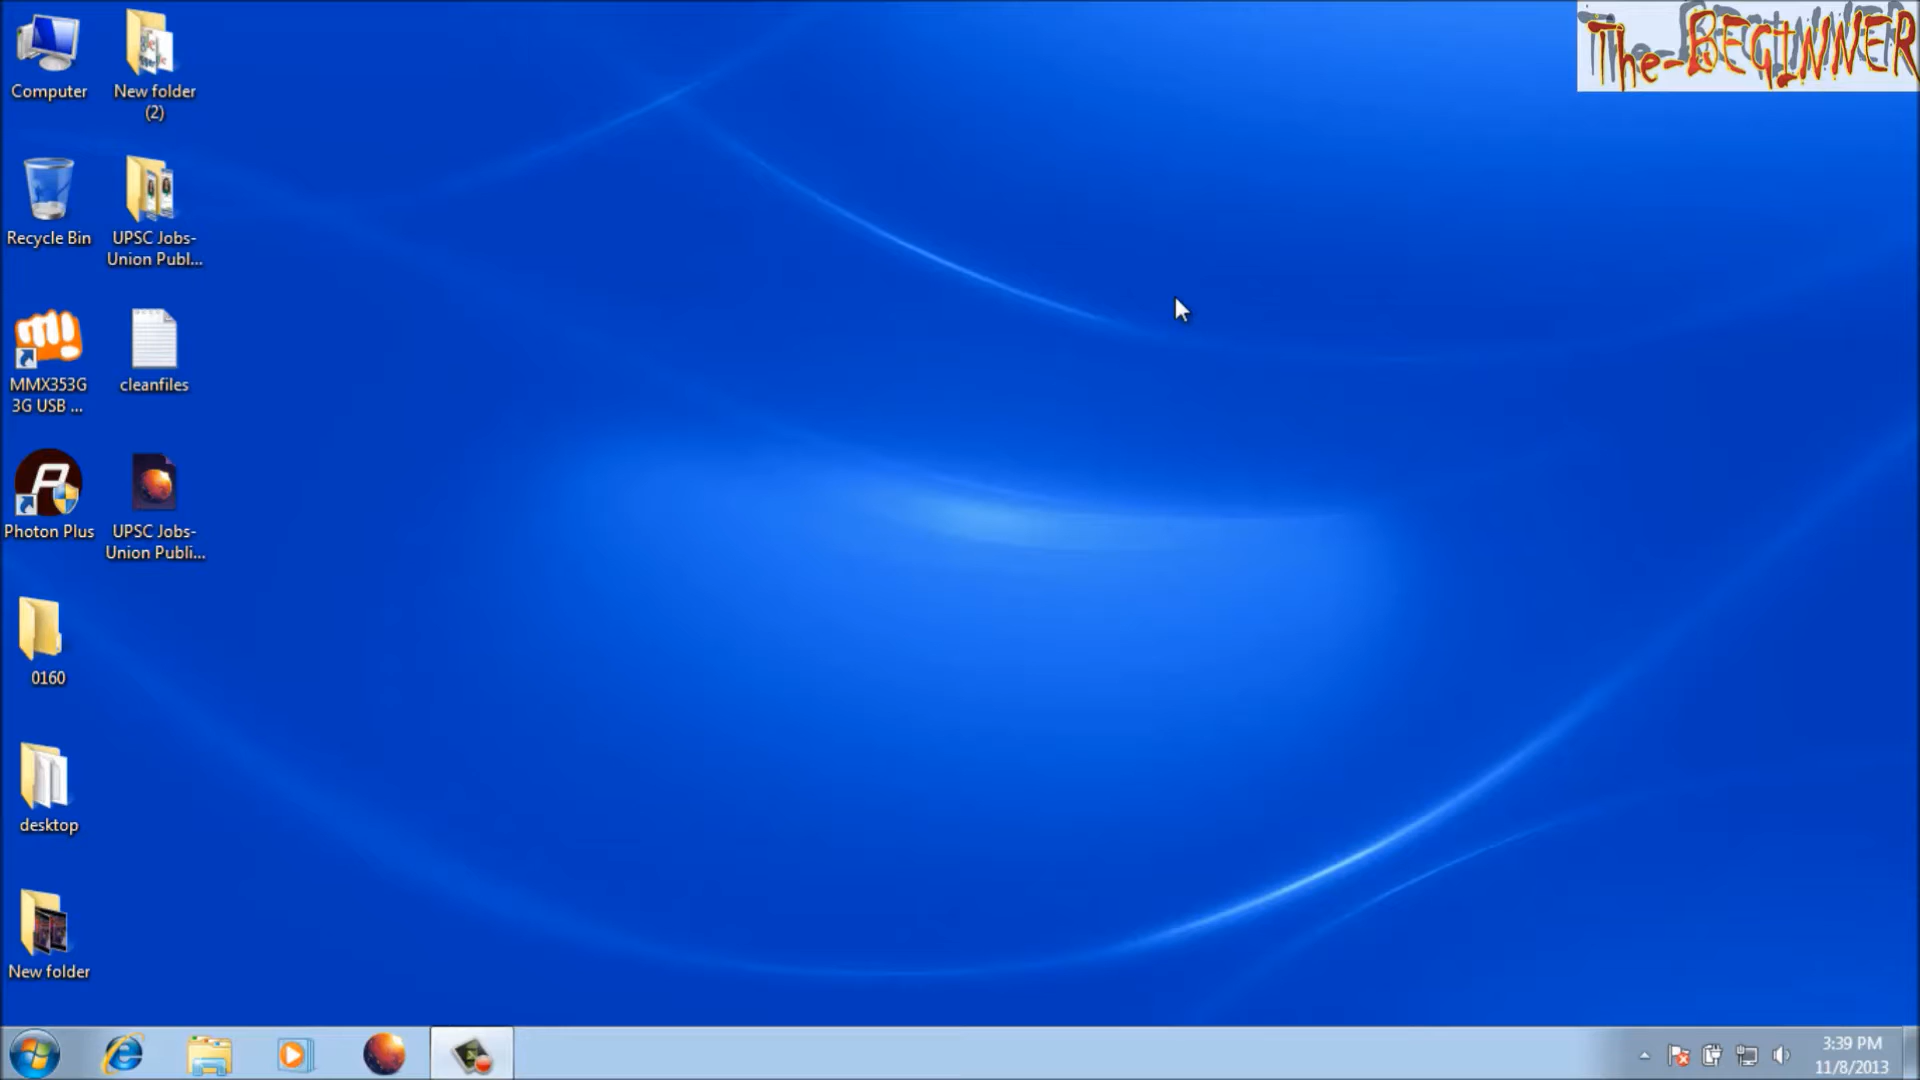 Computer
New folder
(2)
The-BEGINNER
Recycle Bin
UPSC Jobs-
Union Publ...
MMX353G
3G USB ...
cleanfiles
Photon Plus
UPSC Jobs-
Union Publi...
0160
desktop
New folder
3:39 PM
11/8/2013